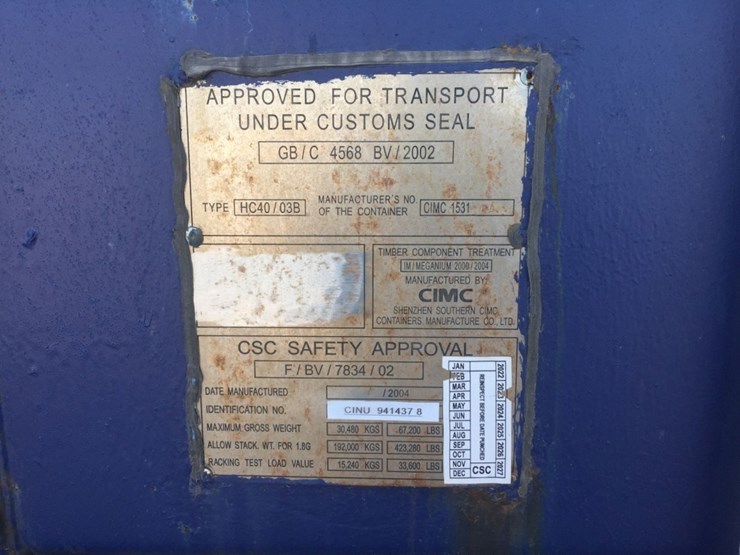 APPROVED FOR TRANSPORT
UNDER CUSTOMS SEAL
GB/C 4568 BV/2002
TYPE HC40/03B MANUFACTURER'S NO. OF THE CONTAINER CIMC 1531
TIMBER COMPONENT TREATMENT
IM/MEGANIUM 2000/2004
MANUFACTURED BY
CIMC
SHENZHEN SOUTHERN CIMC
CONTAINERS MANUFACTURE CO., LTD.
CSC SAFETY APPROVAL
F/BV/7834/02
DATE MANUFACTURED /2004
IDENTIFICATION NO. CINU 941437 8
MAXIMUM GROSS WEIGHT 30,480 KGS 67,200 LBS
ALLOW STACK. WT. FOR 1.8G 192,000 KGS 423,280 LBS
RACKING TEST LOAD VALUE 15,240 KGS 33,600 LBS
JAN
FEB
MAR
APR
MAY
JUN
JUL
AUG
SEP
OCT
NOV
DEC
REINSPECT BEFORE DATE PUNCHED
CSC
2022 2023 2024 2025 2026 2027